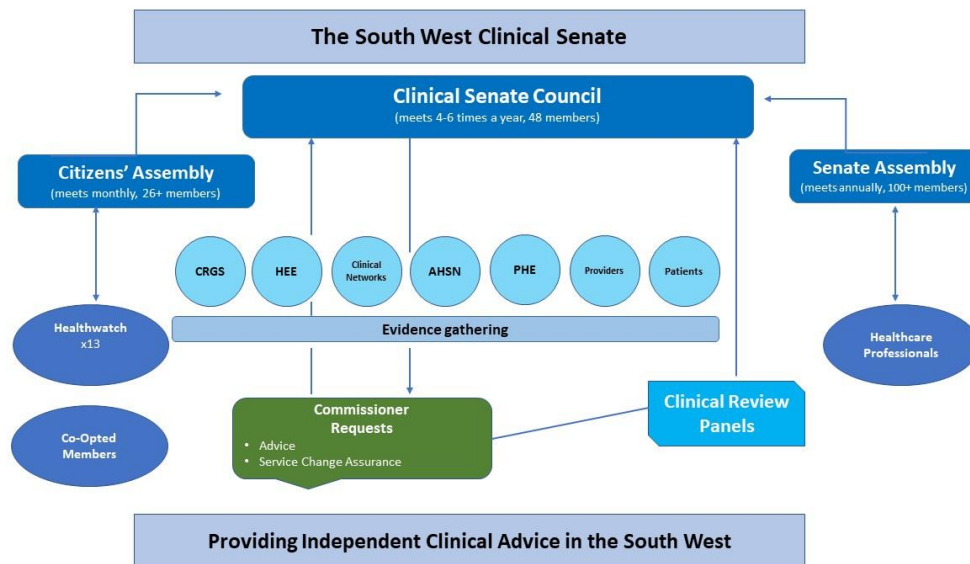 The South West Clinical Senate
Clinical Senate Council
(meets 4-6 times a year, 48 members)
Citizens' Assembly
(meets monthly, 26+ members)
Senate Assembly
(meets annually, 100+ members)
CRGS
HEE
Clinical
Networks
AHSN
PHE
Providers
Patients
Evidence gathering
Healthwatch
x13
Healthcare
Professionals
Commissioner
Requests
• Advice
• Service Change Assurance
Clinical Review
Panels
Co-Opted
Members
Providing Independent Clinical Advice in the South West